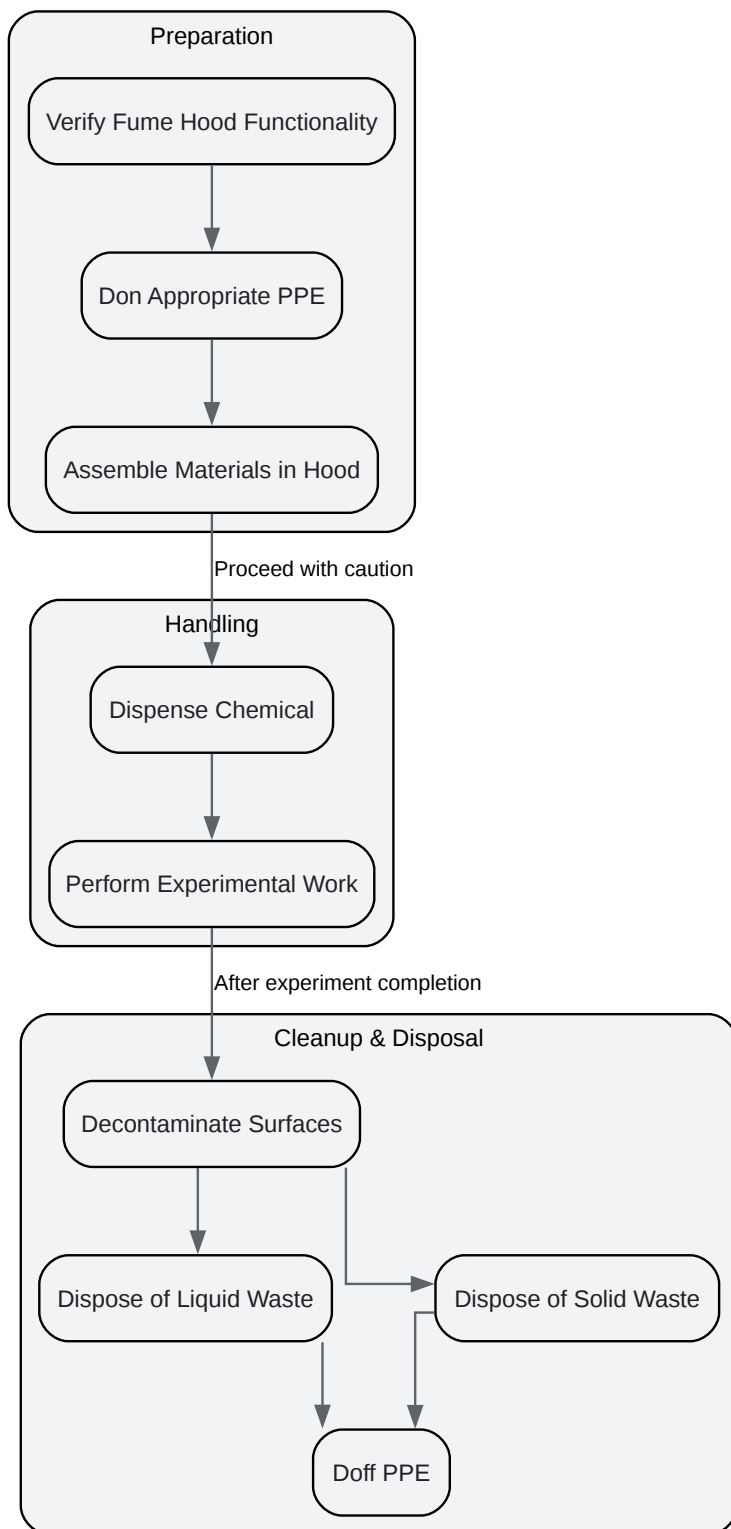 Preparation
Verify Fume Hood Functionality
Don Appropriate PPE
Assemble Materials in Hood
Proceed with caution
Handling
Dispense Chemical
Perform Experimental Work
After experiment completion
Cleanup & Disposal
Decontaminate Surfaces
Dispose of Liquid Waste
Dispose of Solid Waste
Doff PPE